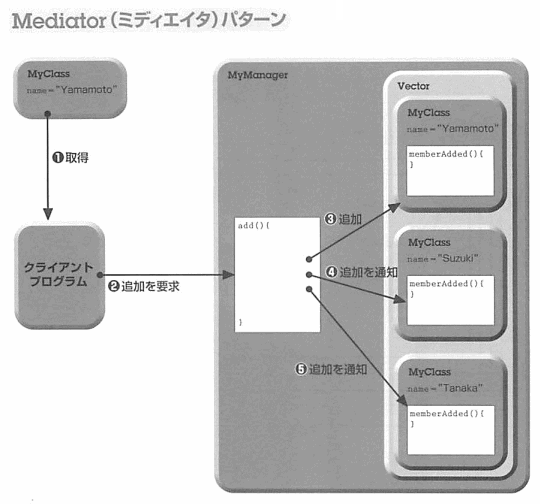 Mediator(ミディエイタ)パターン
MyClass
name="Yamamoto"
❶取得
クライアント
プログラム
❷追加を要求
MyManager
add(){
}
❸追加
❹追加を通知
❺追加を通知
Vector
MyClass
name="Yamamoto"
memberAdded(){
}
MyClass
name="Suzuki"
memberAdded(){
}
MyClass
name="Tanaka"
memberAdded(){
}